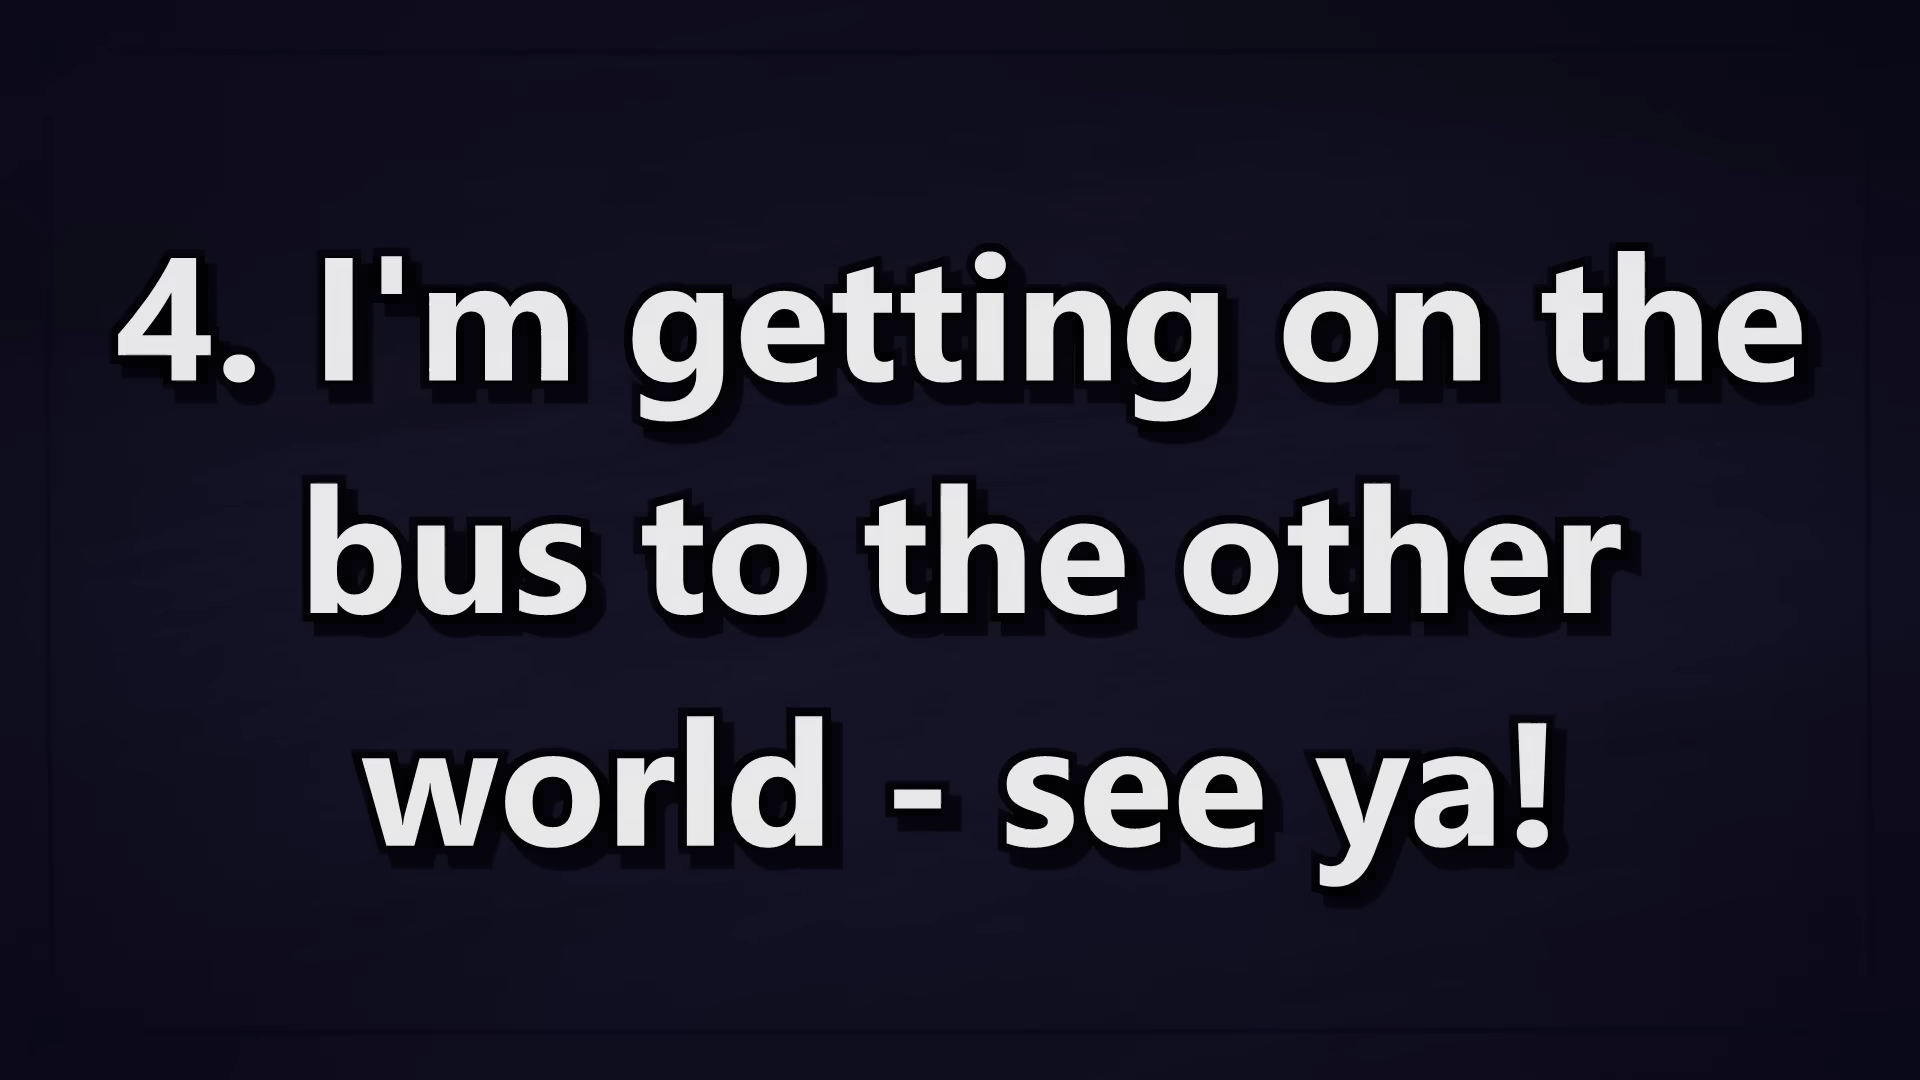 4. I'm getting on the
bus to the other
world - see ya!